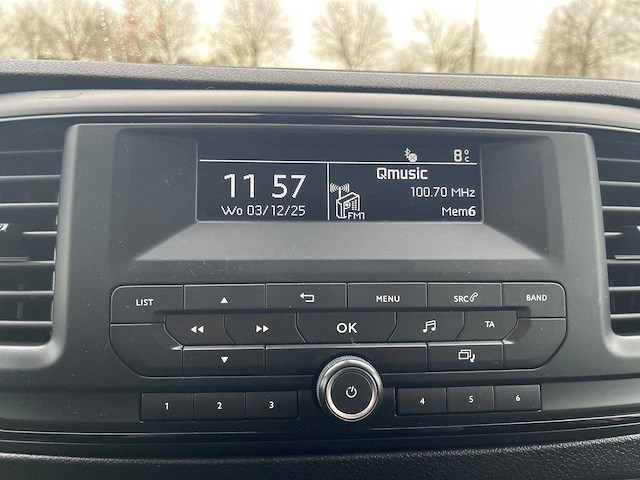 8°C
Qmusic
11 57
100.70 MHz
Wo 03/12/25
FM1
Mem6
LIST
MENU
SRC
BAND
OK
TA
1 2 3
4 5 6